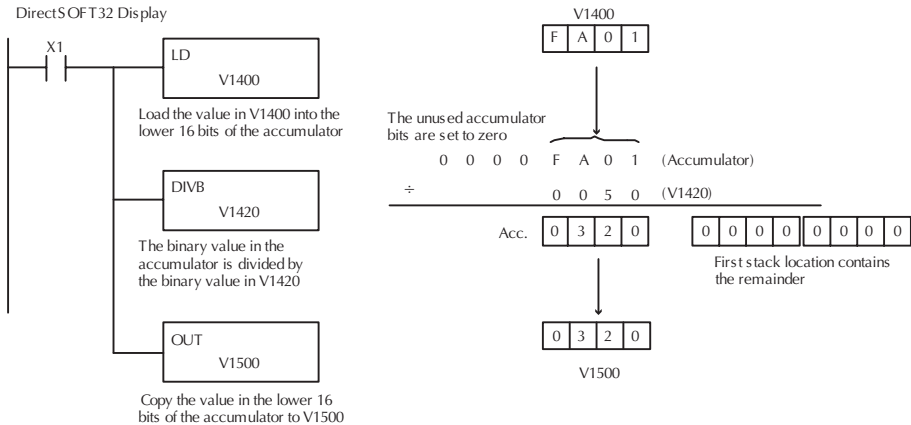 DirectSOFT32 Display
X1
LD
V1400
Load the value in V1400 into the
lower 16 bits of the accumulator
DIVB
V1420
The binary value in the
accumulator is divided by
the binary value in V1420
OUT
V1500
Copy the value in the lower 16
bits of the accumulator to V1500
V1400
F A 0 1
The unused accumulator
bits are set to zero
0 0 0 0 F A 0 1 (Accumulator)
÷ 0 0 5 0 (V1420)
Acc. 0 3 2 0 0 0 0 0 0 0 0 0
First stack location contains
the remainder
0 3 2 0
V1500